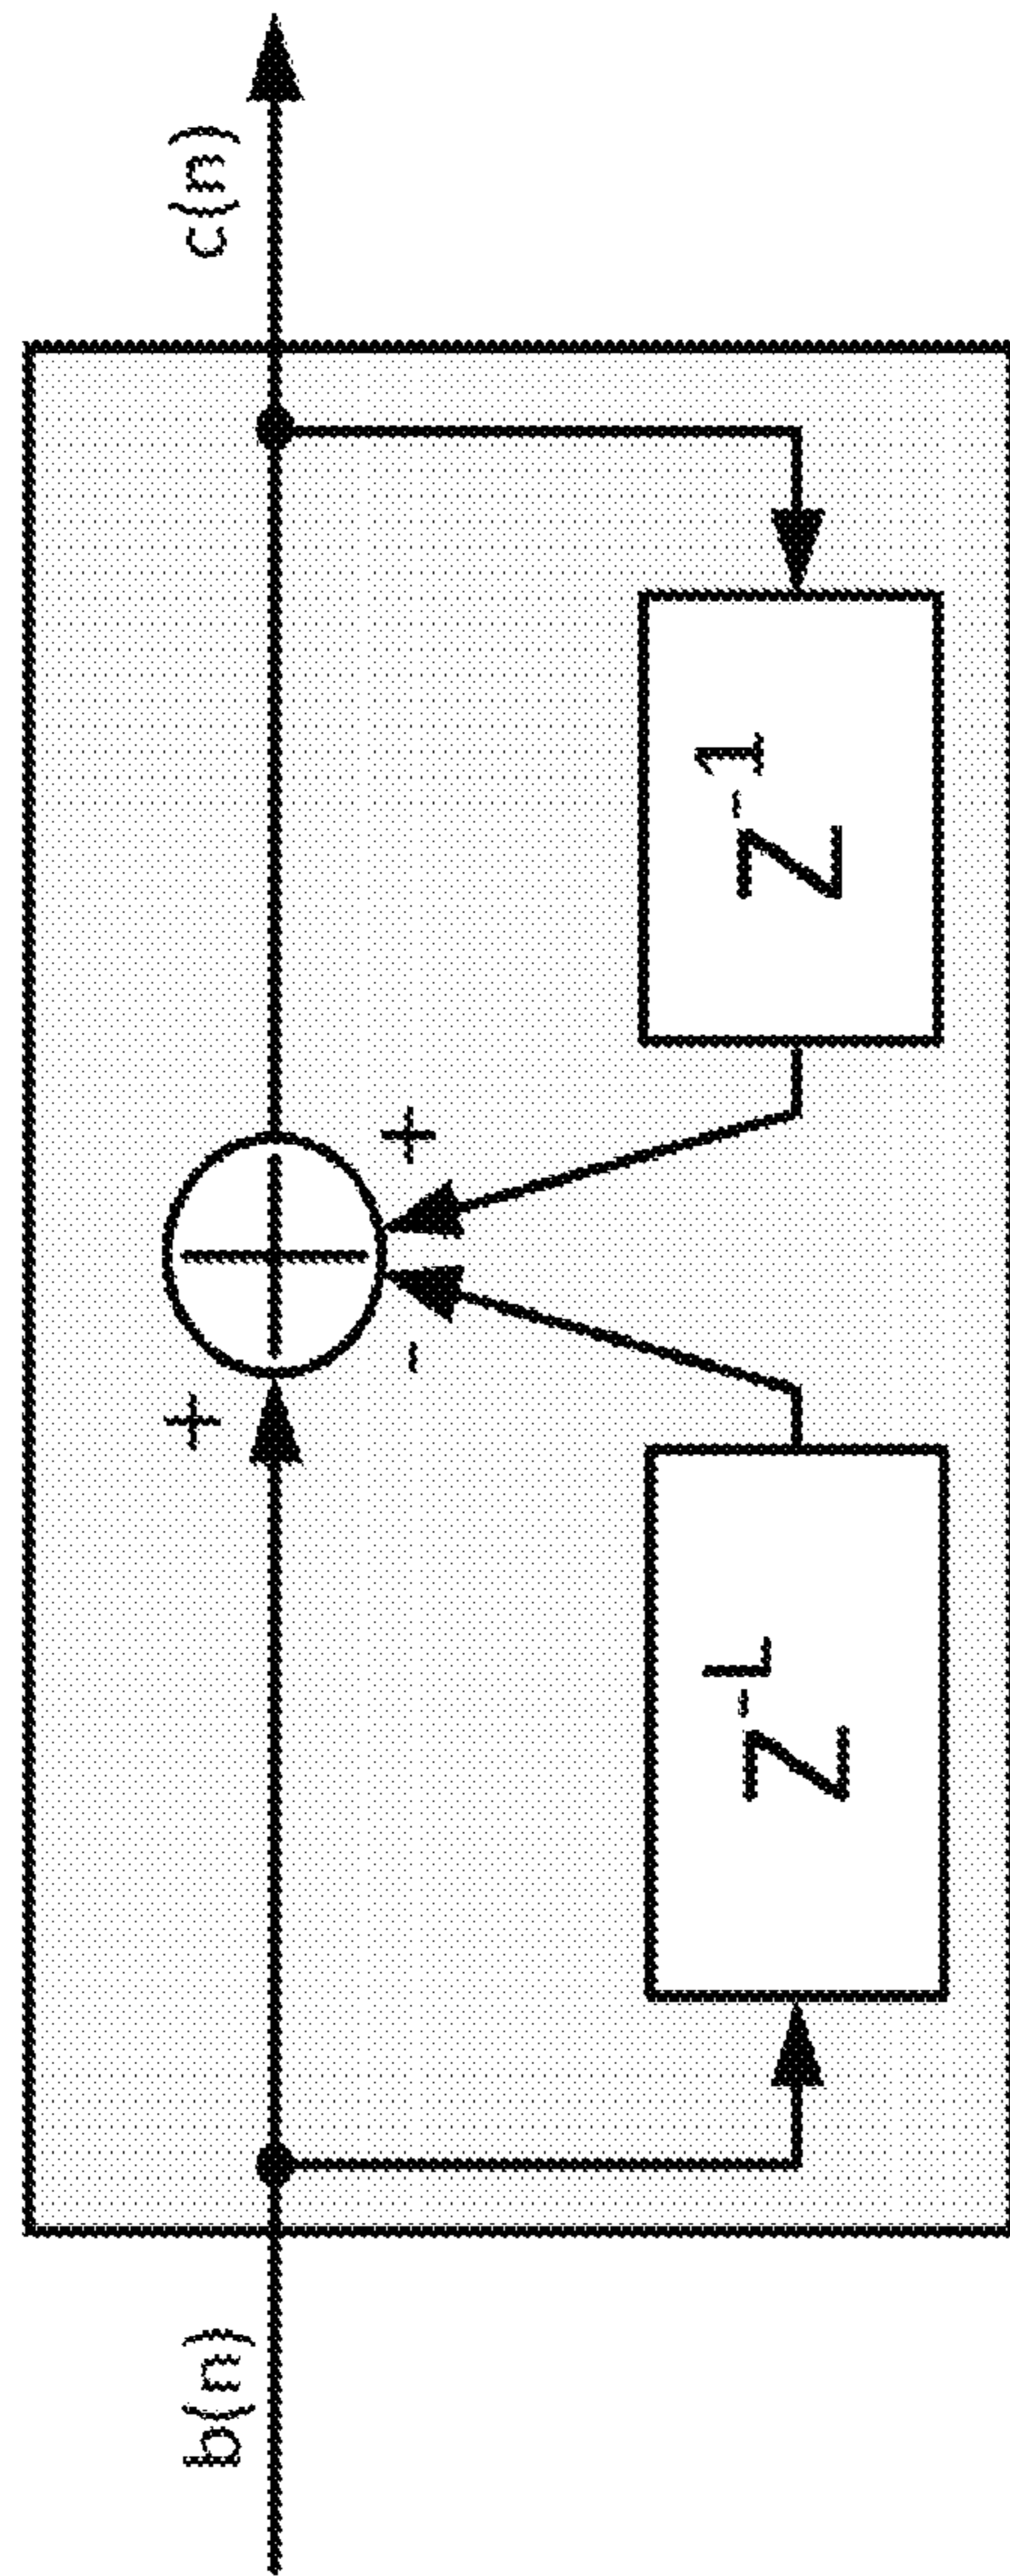 b(n)
+
-
+
z⁻ᴸ
z⁻¹
c(n)